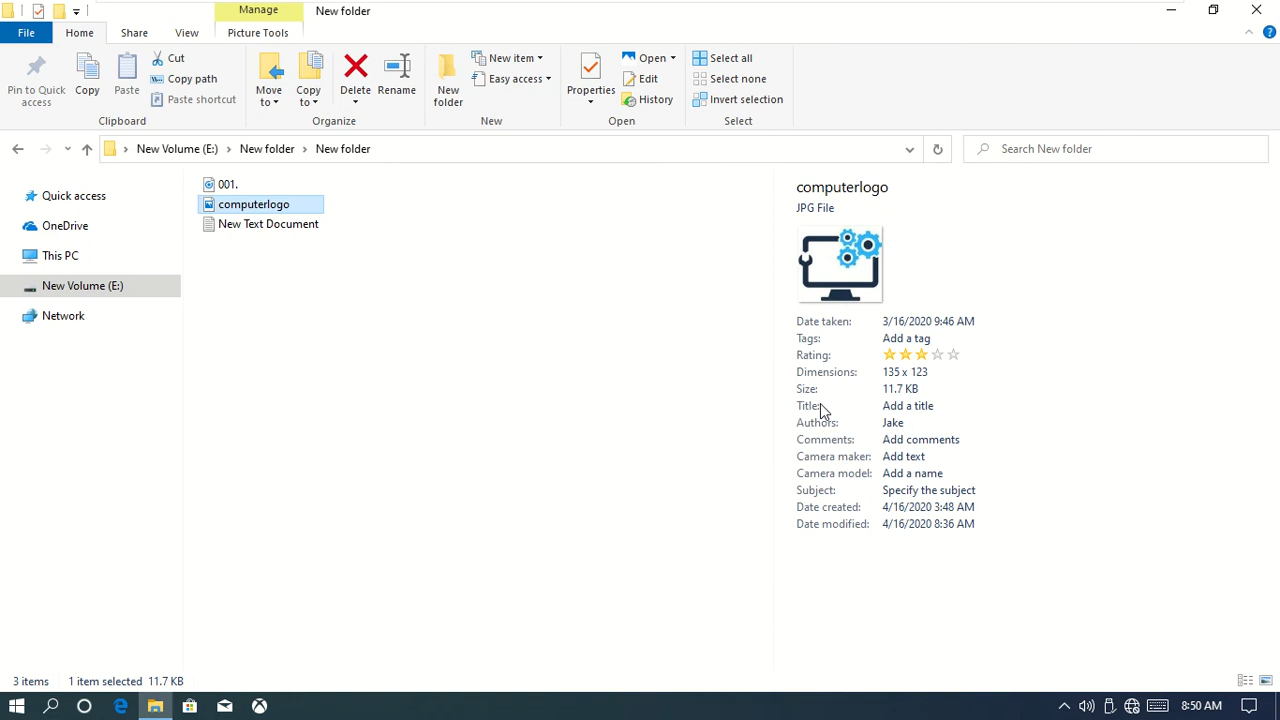 Manage
New folder
File
Home
Share
View
Picture Tools
Pin to Quick
access
Copy
Paste
Cut
Copy path
Paste shortcut
Clipboard
Move
to
Copy
to
Delete
Rename
Organize
New
folder
New item
Easy access
New
Properties
Open
Edit
History
Open
Select all
Select none
Invert selection
Select
New Volume (E:) > New folder > New folder
Search New folder
Quick access
OneDrive
This PC
New Volume (E:)
Network
001.
computerlogo
New Text Document
computerlogo
JPG File
Date taken: 3/16/2020 9:46 AM
Tags: Add a tag
Rating:
Dimensions: 135 x 123
Size: 11.7 KB
Title: Add a title
Authors: Jake
Comments: Add comments
Camera maker: Add text
Camera model: Add a name
Subject: Specify the subject
Date created: 4/16/2020 3:48 AM
Date modified: 4/16/2020 8:36 AM
3 items 1 item selected 11.7 KB
8:50 AM